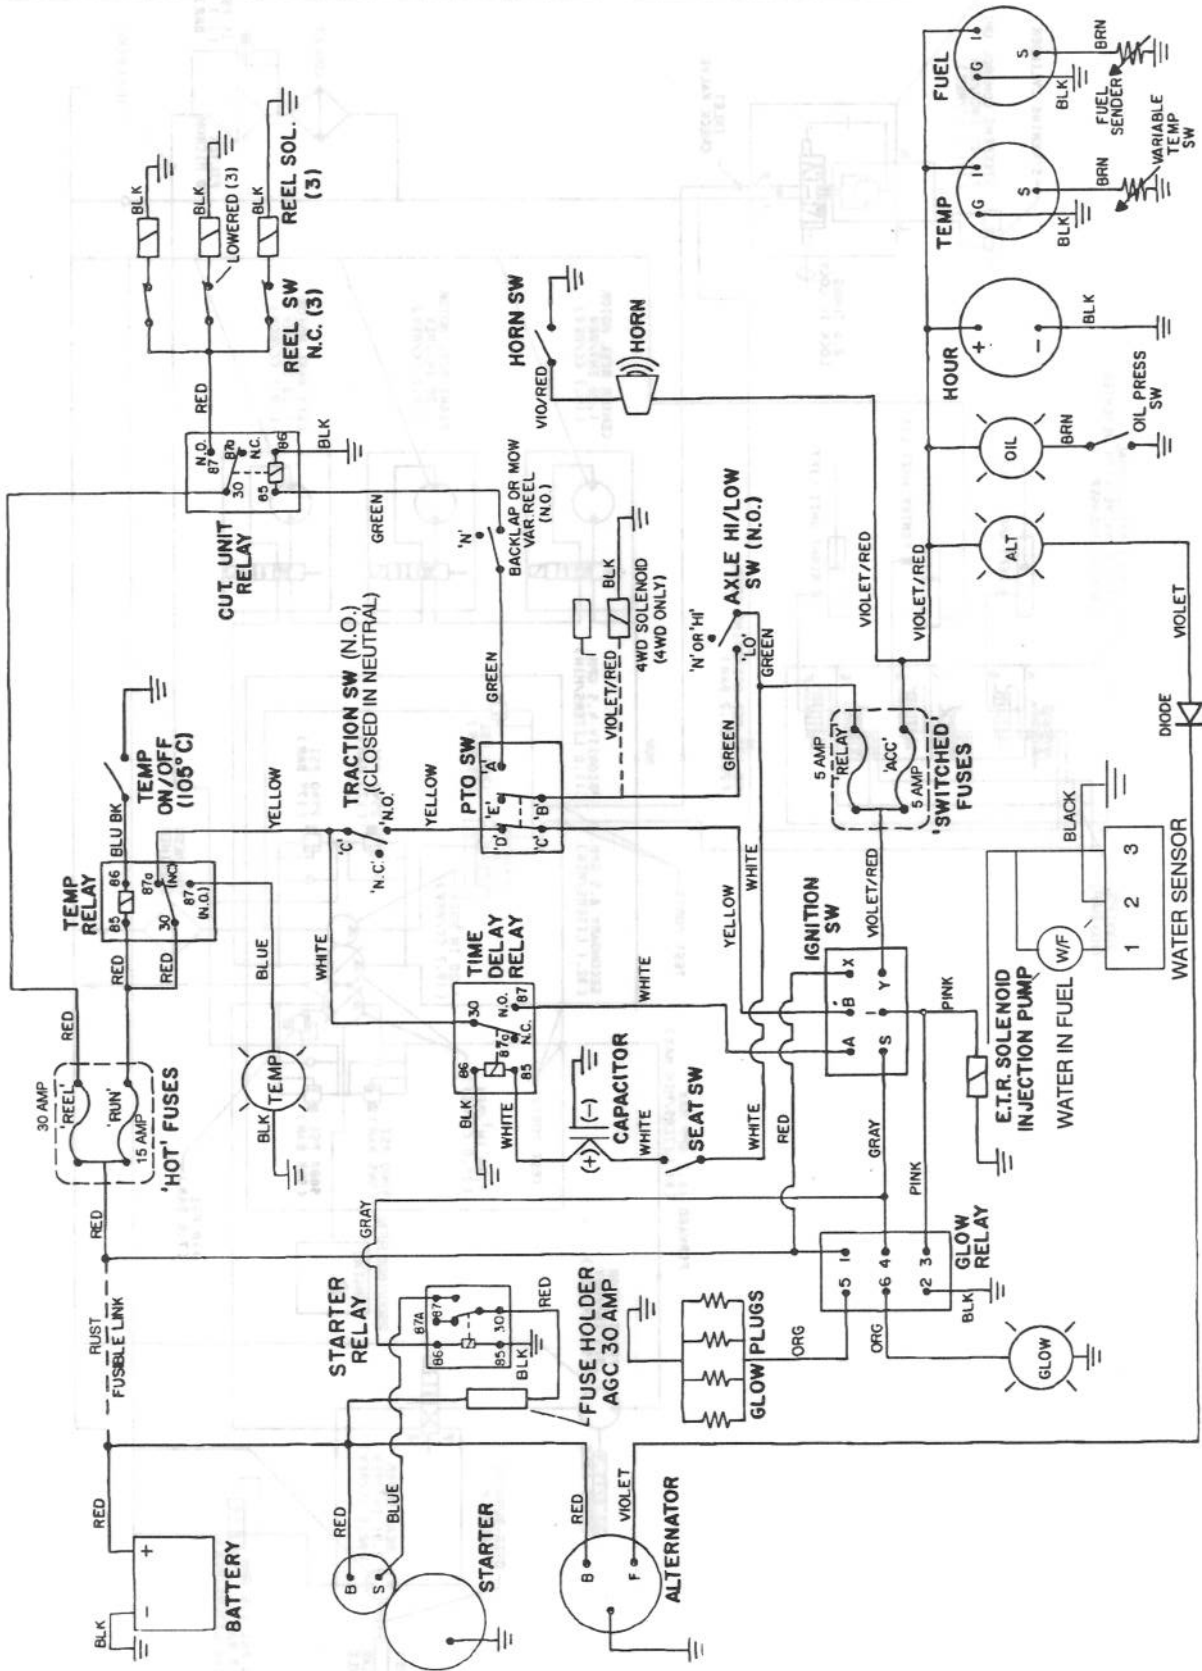 BATTERY
+
-
BLK
RED
RUST
FUSIBLE LINK
RED
'HOT' FUSES
30 AMP
'REEL'
'RUN'
15 AMP
RED
RED
RED
TEMP
RELAY
85
86
30
87a
(NC)
87
(N.O.)
BLU BK
TEMP
ON/OFF
(105° C)
BLUE
TEMP
BLK
YELLOW
WHITE
CUT UNIT
RELAY
N.O.
87
87a
N.C.
30
85
86
BLK
RED
REEL SW
N.C. (3)
LOWERED (3)
BLK
BLK
BLK
REEL SOL.
(3)
GREEN
'N'
BACKLAP OR MOW
VAR. REEL
(N.O.)
GREEN
TRACTION SW (N.O.)
(CLOSED IN NEUTRAL)
'C'
'N.O.'
'N.C.'
YELLOW
PTO SW
'A'
'E'
'B'
'D'
'C'
VIOLET/RED
BLK
4WD SOLENOID
(4WD ONLY)
GREEN
AXLE HI/LOW
SW (N.O.)
'N' OR 'HI'
'LO'
GREEN
HORN SW
VIO/RED
HORN
TIME
DELAY
RELAY
30
N.O.
87
87a
N.C.
86
85
BLK
WHITE
WHITE
CAPACITOR
(+)
(-)
WHITE
SEAT SW
WHITE
WHITE
YELLOW
STARTER
RELAY
87A
87
86
30
85
BLK
RED
GRAY
FUSE HOLDER
AGC 30 AMP
STARTER
B
S
RED
BLUE
ALTERNATOR
B
F
RED
VIOLET
GLOW PLUGS
ORG
ORG
GLOW
GLOW
RELAY
1
4
3
5
6
2
BLK
RED
GRAY
PINK
IGNITION
SW
A
B
X
S
I
Y
PINK
E.T.R. SOLENOID
INJECTION PUMP
WATER IN FUEL
W/F
WATER SENSOR
1
2
3
BLACK
VIOLET/RED
'SWITCHED'
FUSES
5 AMP
'RELAY'
'ACC'
5 AMP
VIOLET/RED
VIOLET/RED
DIODE
VIOLET
ALT
OIL
BRN
OIL PRESS
SW
HOUR
+
-
BLK
TEMP
I
G
S
BLK
BRN
VARIABLE
TEMP
SW
FUEL
I
G
S
BLK
BRN
FUEL
SENDER